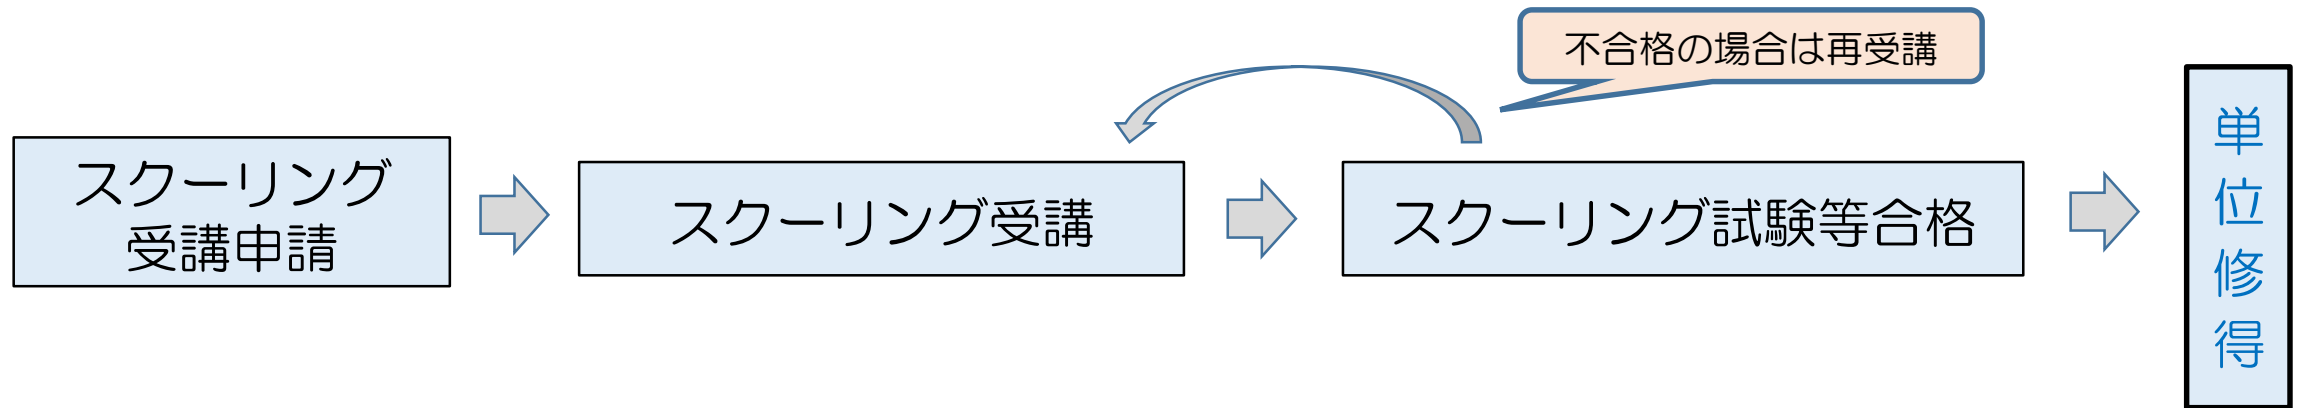 不合格の場合は再受講
スクーリング
受講申請
スクーリング受講
スクーリング試験等合格
単位修得